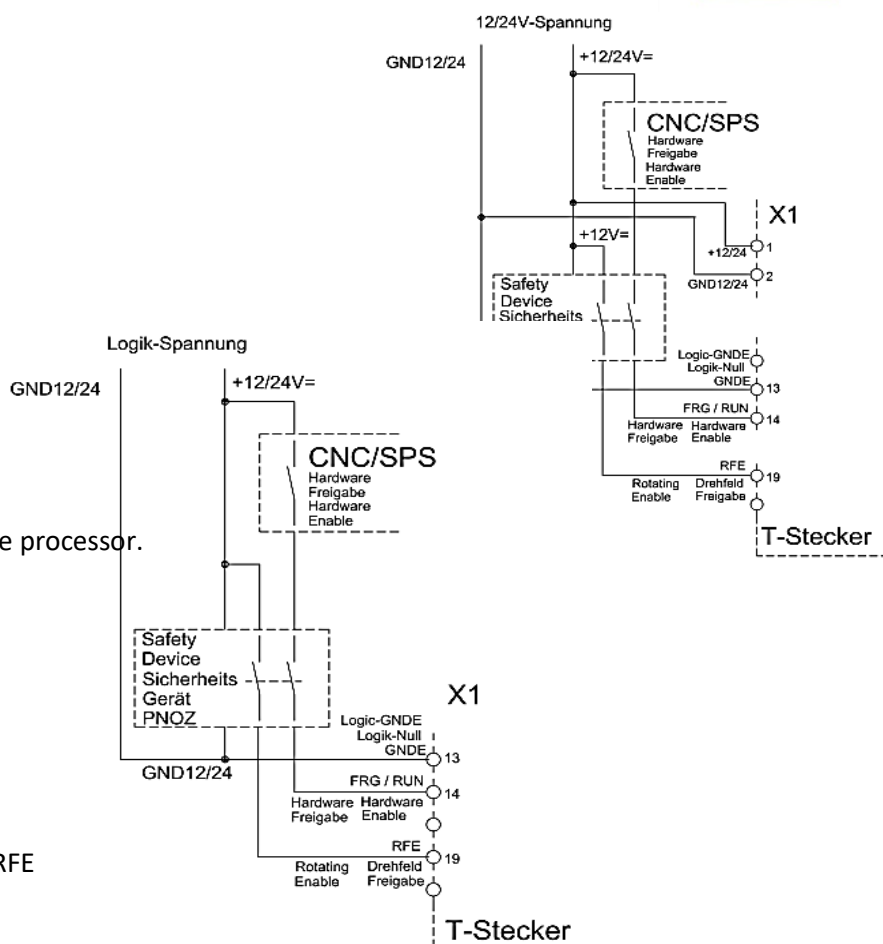 12/24V-Spannung
GND12/24
+12/24V=
CNC/SPS
Hardware
Freigabe
Hardware
Enable
X1
+12V=
+12/24
1
GND12/24
2
Safety
Device
Sicherheits
Logic-GNDE
Logik-Null
GNDE
13
FRG / RUN
14
Hardware Hardware
Freigabe Enable
RFE
19
Rotating Drehfeld
Enable Freigabe
T-Stecker
Logik-Spannung
GND12/24
+12/24V=
CNC/SPS
Hardware
Freigabe
Hardware
Enable
e processor.
Safety
Device
Sicherheits
Gerät
PNOZ
X1
Logic-GNDE
Logik-Null
GNDE
13
GND12/24
FRG / RUN
14
Hardware Hardware
Freigabe Enable
RFE
19
RFE
Rotating Drehfeld
Enable Freigabe
T-Stecker